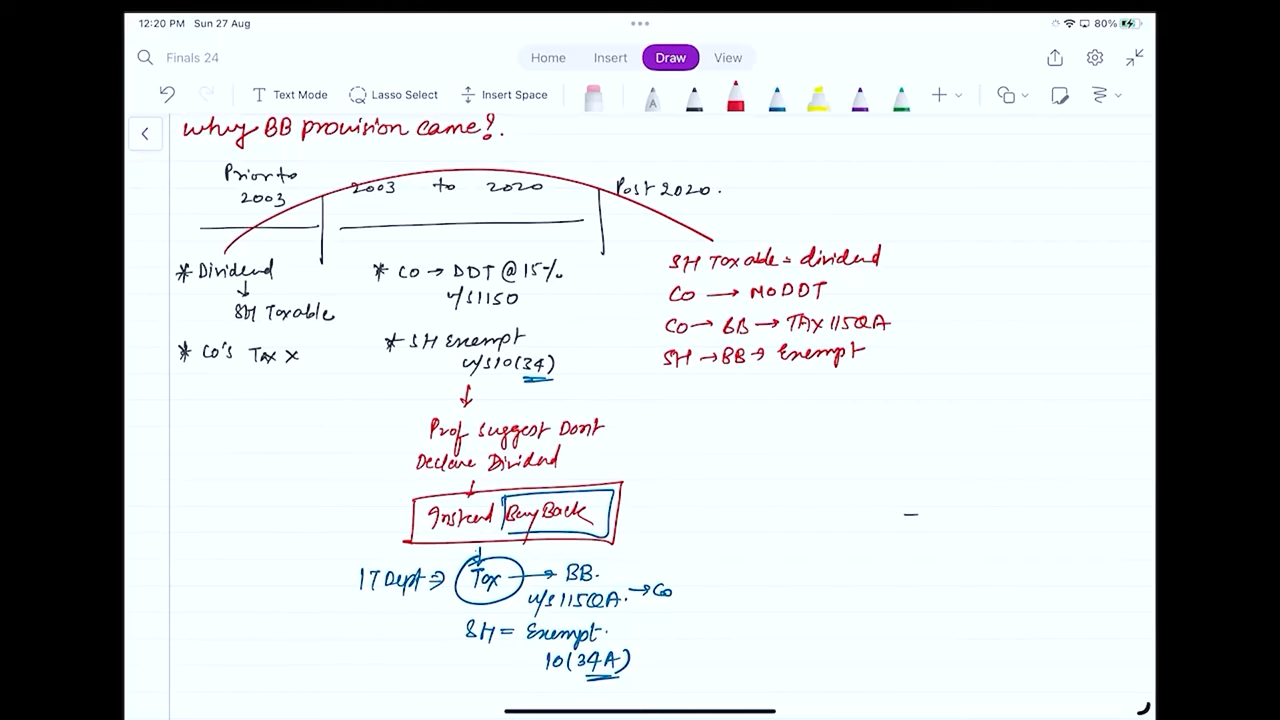 12:20 PM Sun 27 Aug
80%
Finals 24
Home Insert Draw View
Text Mode Lasso Select Insert Space
Why BB provision came?.
Prior to 2003
2003 to 2020
Post 2020.
* Dividend
↓
SH Taxable
* Co's Tax X
* Co → DDT @ 15%
u/s 115O
* SH Exempt
u/s 10(34)
↓
Prof Suggest Dont
Declare Dividend
↓
Instead BuyBack
↓
IT Dept ⇒ Tax → BB.
u/s 115QA. → Co
SH = Exempt.
10(34A)
SH Taxable = dividend
Co → NO DDT
Co → BB → TAX 115QA
SH → BB → Exempt